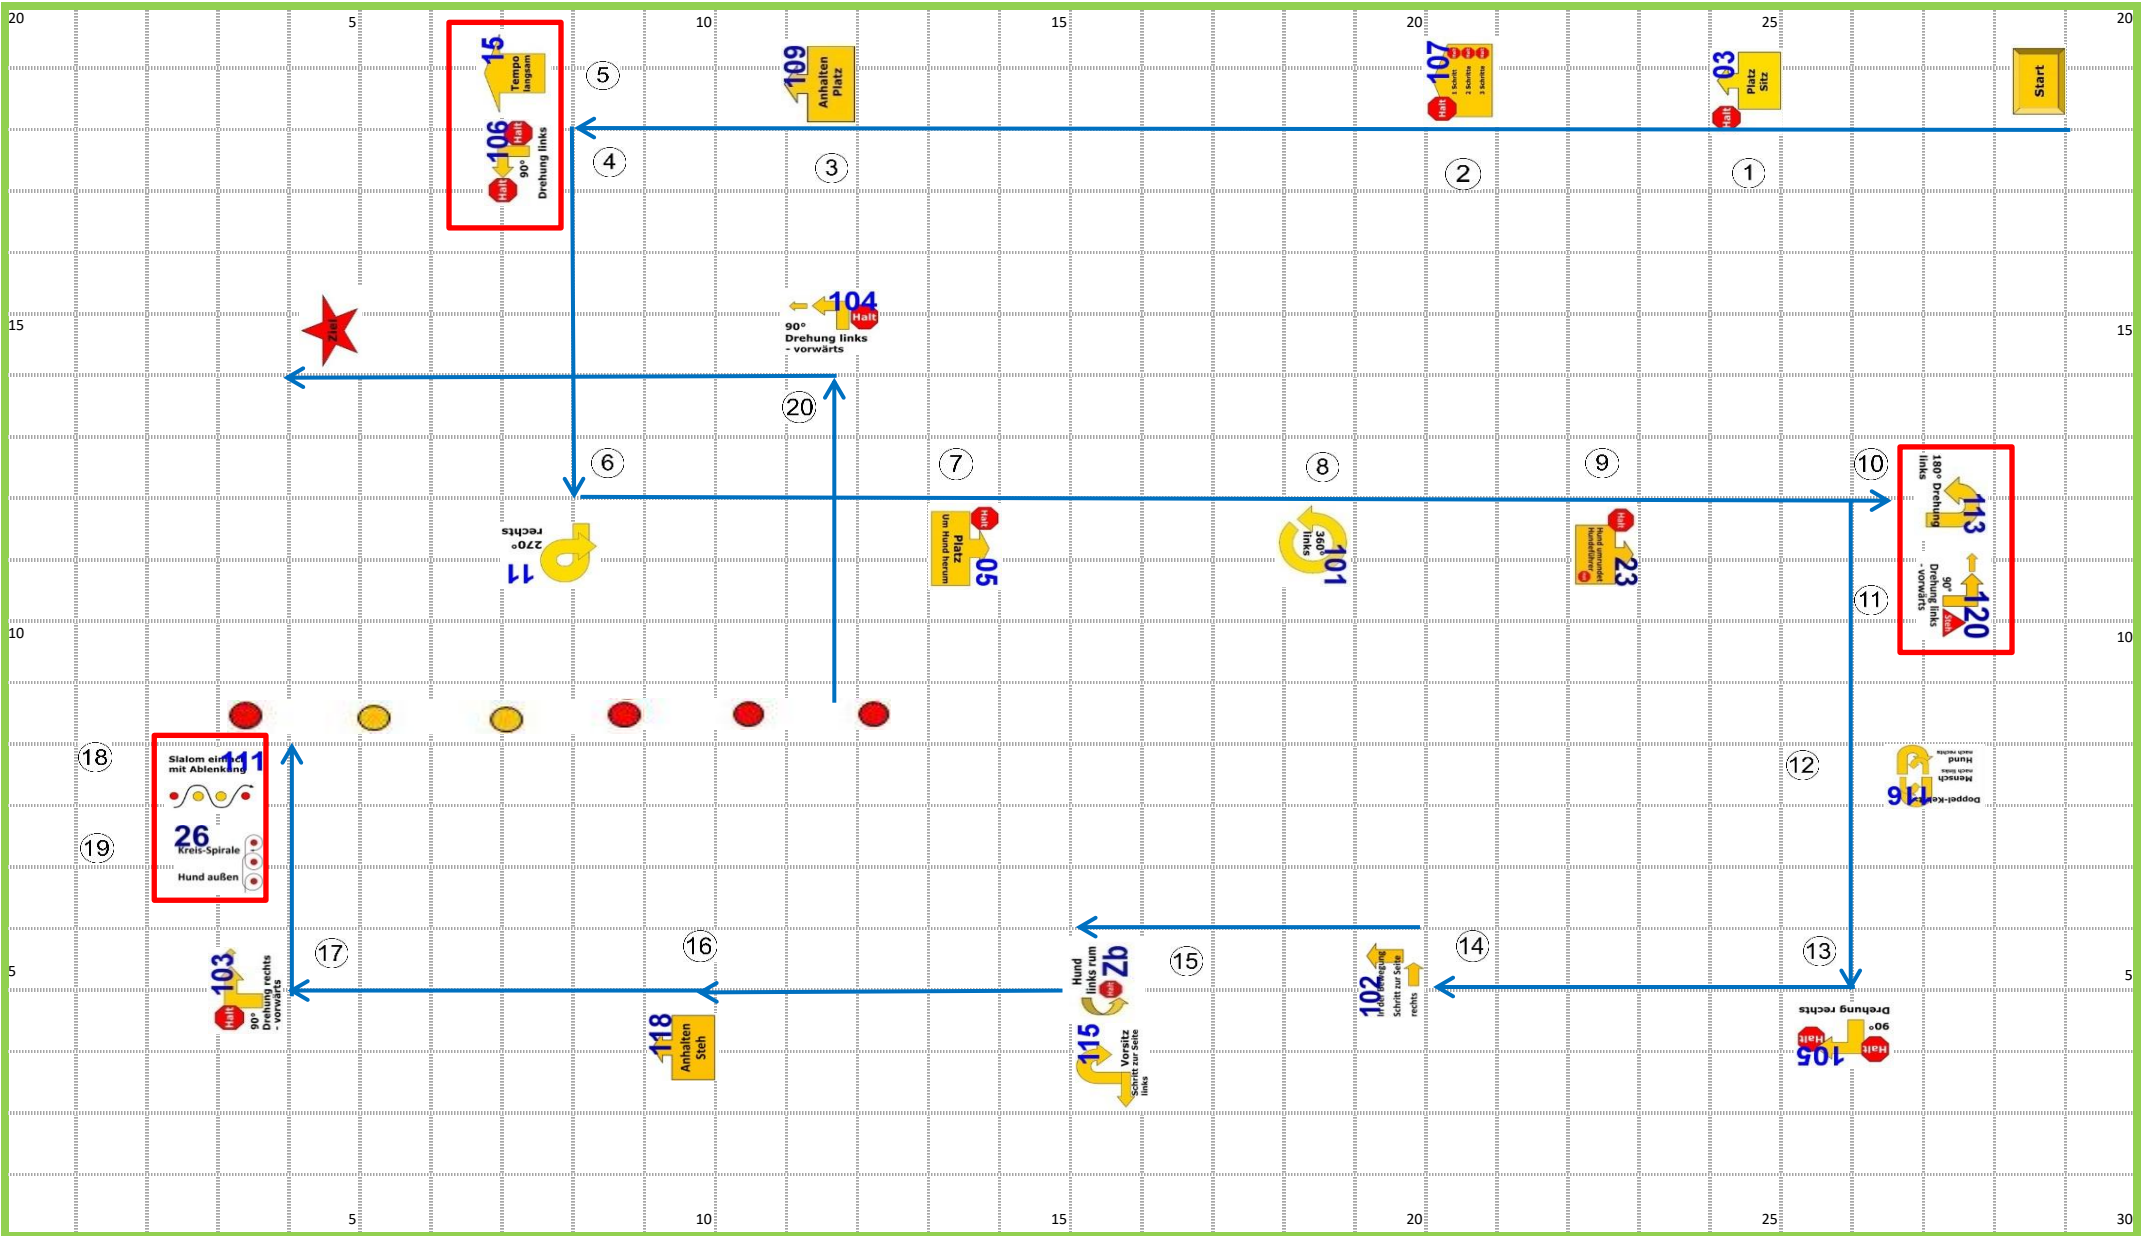 20
5
10
15
20
25
20
15
Tempo
langsam
5
109
Anhalten
Platz
107
Halt
1 Schritt
2 Schritte
3 Schritte
03
Halt
Platz
Sitz
Start
106
Halt
Halt
90°
Drehung links
4
3
2
1
15
Ziel
104
Halt
90°
Drehung links
- vorwärts
15
20
6
7
8
9
10
11
270°
rechts
Halt
05
Platz
Um Hund herum
101
360°
links
Halt
23
Hund umrundet
Hundeführer
113
180° Drehung
links
11
120
Steh
90°
Drehung links
- vorwärts
10
10
18
111
Slalom einfach
mit Ablenkung
19
26
Kreis-Spirale
Hund außen
12
116
Doppel-Kehrt
Mensch
nach links
Hund
nach rechts
5
103
Halt
90°
Drehung rechts
- vorwärts
17
16
118
Anhalten
Steh
Zb
Hund
links rum
Halt
115
Vorsitz
Schritt zur Seite
links
15
102
In der Bewegung
Schritt zur Seite
rechts
14
13
105
Halt
Halt
90°
Drehung rechts
5
5
10
15
20
25
30